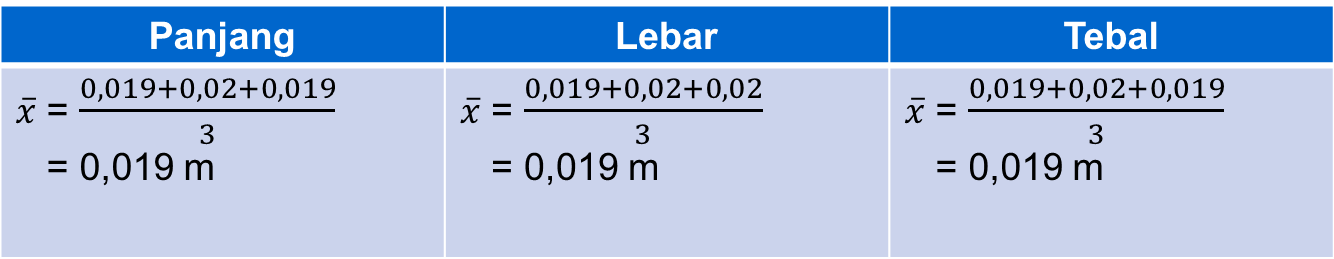 Panjang Lebar Tebal
x̄ = 0,019+0,02+0,019 / 3
= 0,019 m
x̄ = 0,019+0,02+0,02 / 3
= 0,019 m
x̄ = 0,019+0,02+0,019 / 3
= 0,019 m